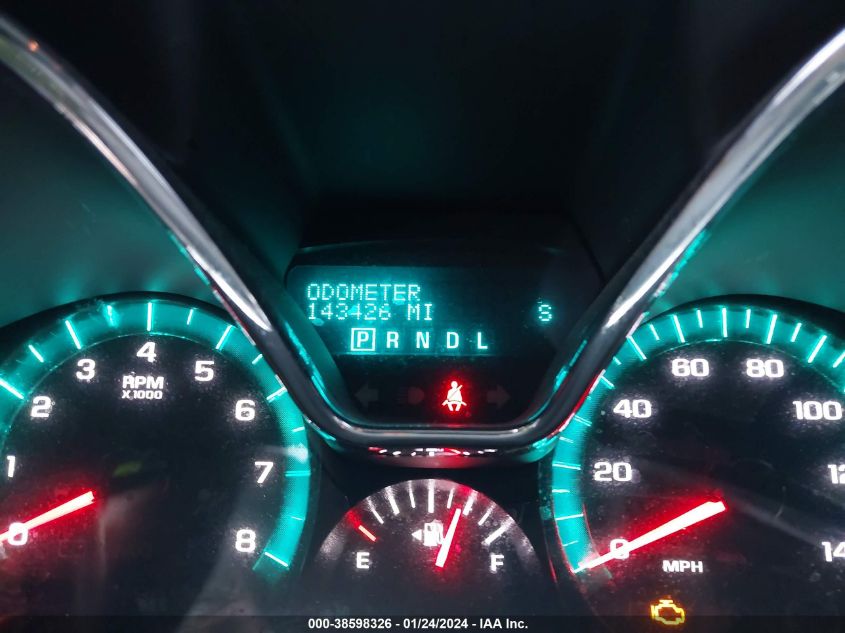 ODOMETER
143426 MI S
P R N D L
0 1 2 3 4 5 6 7 8
RPM
X.1000
E F
0 20 40 60 80 100
MPH
000-38598326 - 01/24/2024 - IAA Inc.